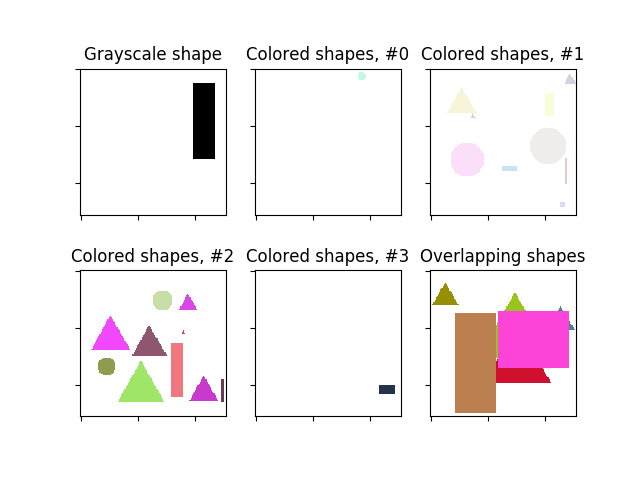 Grayscale shape
Colored shapes, #0
Colored shapes, #1
Colored shapes, #2
Colored shapes, #3
Overlapping shapes